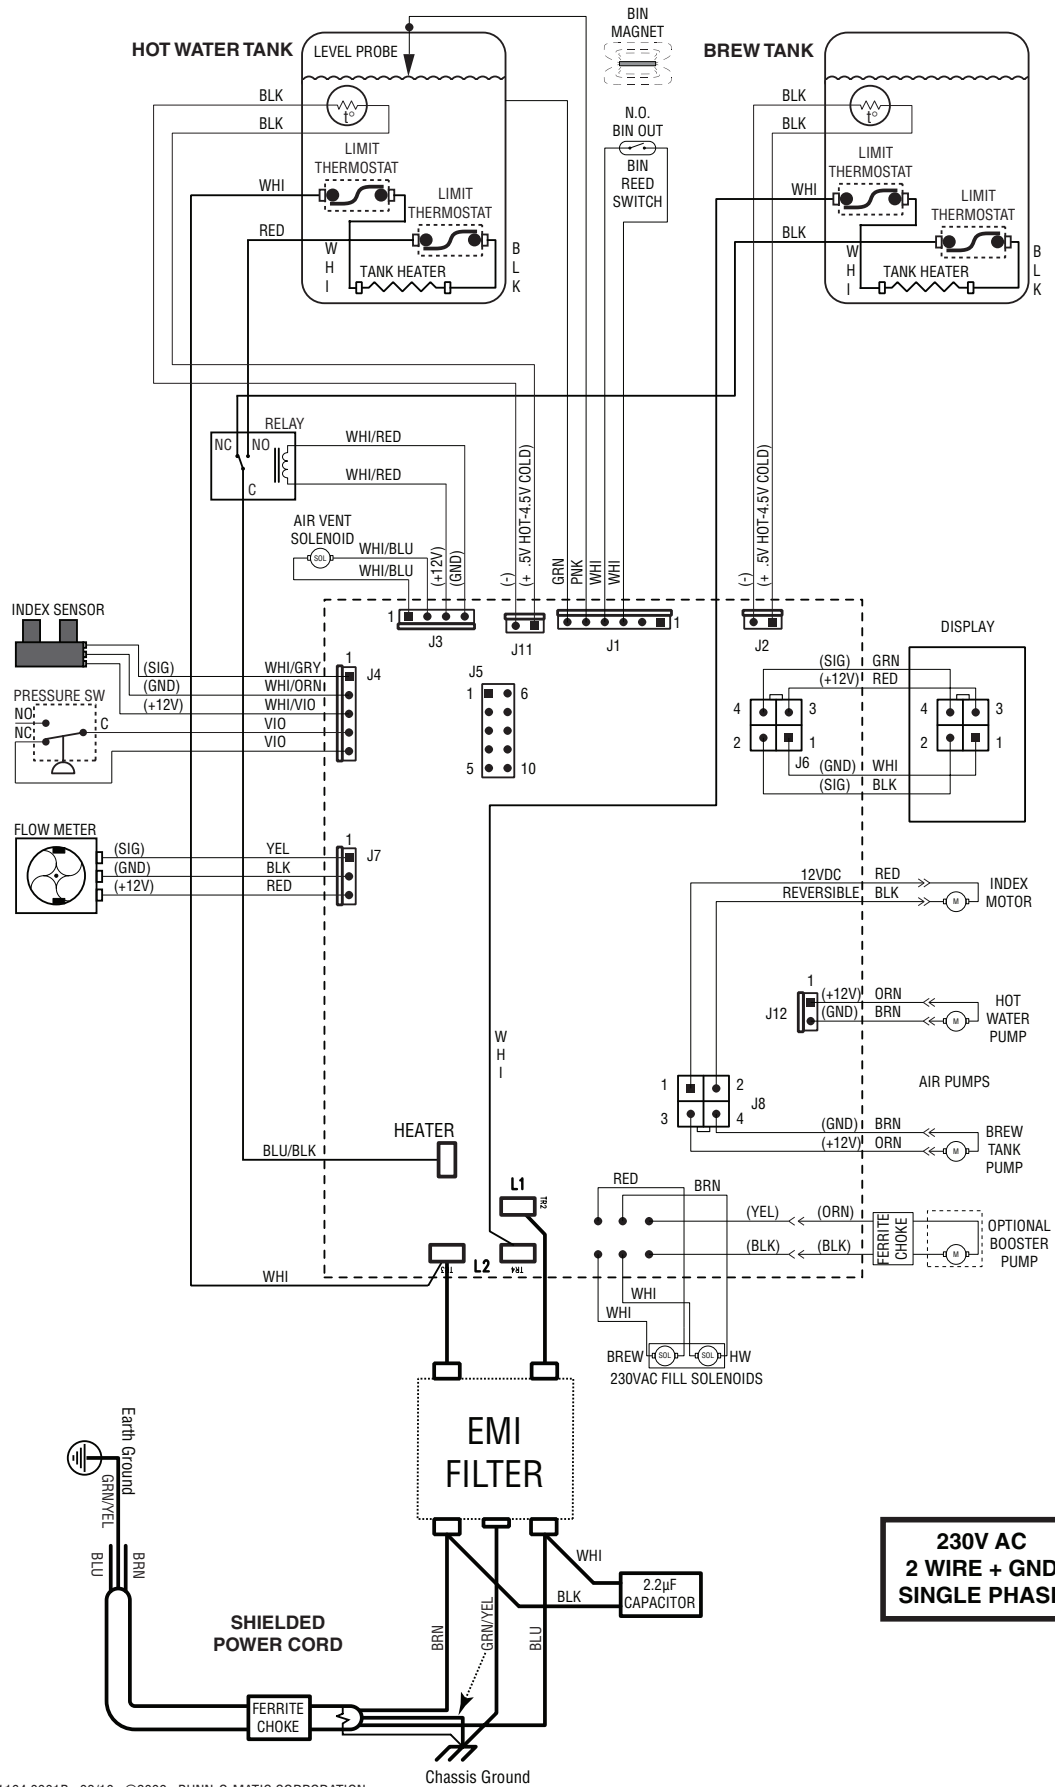 BIN
MAGNET
HOT WATER TANK
LEVEL PROBE
BREW TANK
BLK
t°
BLK
N.O.
BIN OUT
BIN
REED
SWITCH
BLK
t°
BLK
LIMIT
THERMOSTAT
LIMIT
THERMOSTAT
WHI
LIMIT
THERMOSTAT
WHI
LIMIT
THERMOSTAT
RED
BLK
WHI
TANK HEATER
BLK
WHI
TANK HEATER
BLK
RELAY
NC
NO
C
WHI/RED
WHI/RED
AIR VENT
SOLENOID
SOL
WHI/BLU
WHI/BLU
(+12V)
(GND)
(-)
(+ .5V HOT-4.5V COLD)
GRN
PNK
WHI
WHI
(-)
(+ .5V HOT-4.5V COLD)
1
J3
J11
J1
1
J2
INDEX SENSOR
DISPLAY
(SIG)
WHI/GRY
1
J4
(GND)
WHI/ORN
(+12V)
WHI/VIO
VIO
VIO
PRESSURE SW
NO
NC
C
J5
1
6
5
10
(SIG)
GRN
(+12V)
RED
4
3
2
1
J6
4
3
2
1
(GND)
WHI
(SIG)
BLK
FLOW METER
(SIG)
YEL
1
J7
(GND)
BLK
(+12V)
RED
12VDC
RED
REVERSIBLE
BLK
M
INDEX
MOTOR
1
J12
(+12V)
ORN
(GND)
BRN
M
HOT
WATER
PUMP
WHI
AIR PUMPS
1
2
3
4
J8
(GND)
BRN
(+12V)
ORN
M
BREW
TANK
PUMP
HEATER
BLU/BLK
L1
TR2
RED
BRN
(YEL)
(ORN)
(BLK)
(BLK)
FERRITE
CHOKE
M
OPTIONAL
BOOSTER
PUMP
L2
TR4
WHI
WHI
WHI
BREW
SOL
SOL
HW
230VAC FILL SOLENOIDS
EMI
FILTER
Earth Ground
GRN/YEL
BLU
BRN
WHI
BLK
2.2µF
CAPACITOR
230V AC
2 WIRE + GND
SINGLE PHASE
SHIELDED
POWER CORD
BRN
GRN/YEL
BLU
FERRITE
CHOKE
Chassis Ground